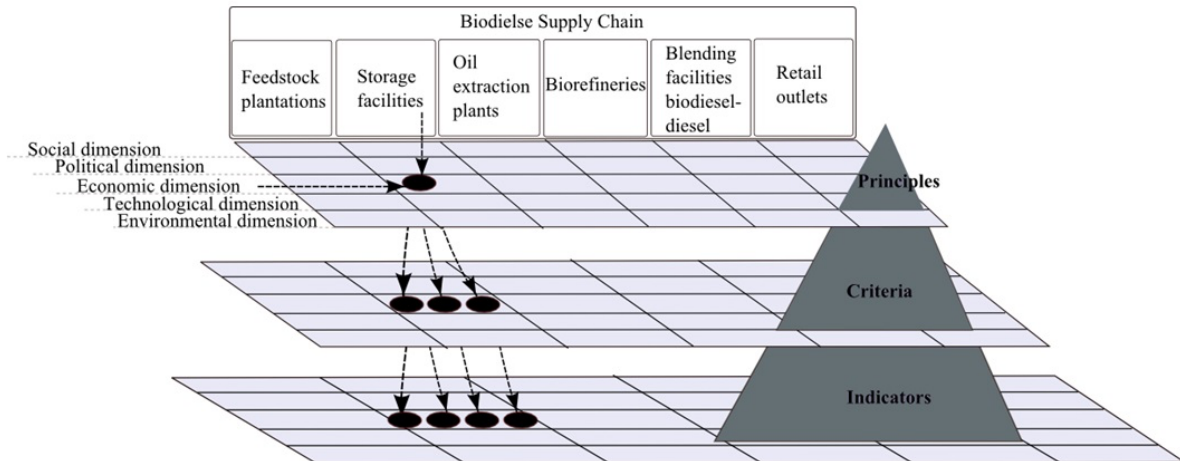 Biodielse Supply Chain
Feedstock
plantations
Storage
facilities
Oil
extraction
plants
Biorefineries
Blending
facilities
biodiesel-
diesel
Retail
outlets
Social dimension
Political dimension
Economic dimension
Technological dimension
Environmental dimension
Principles
Criteria
Indicators